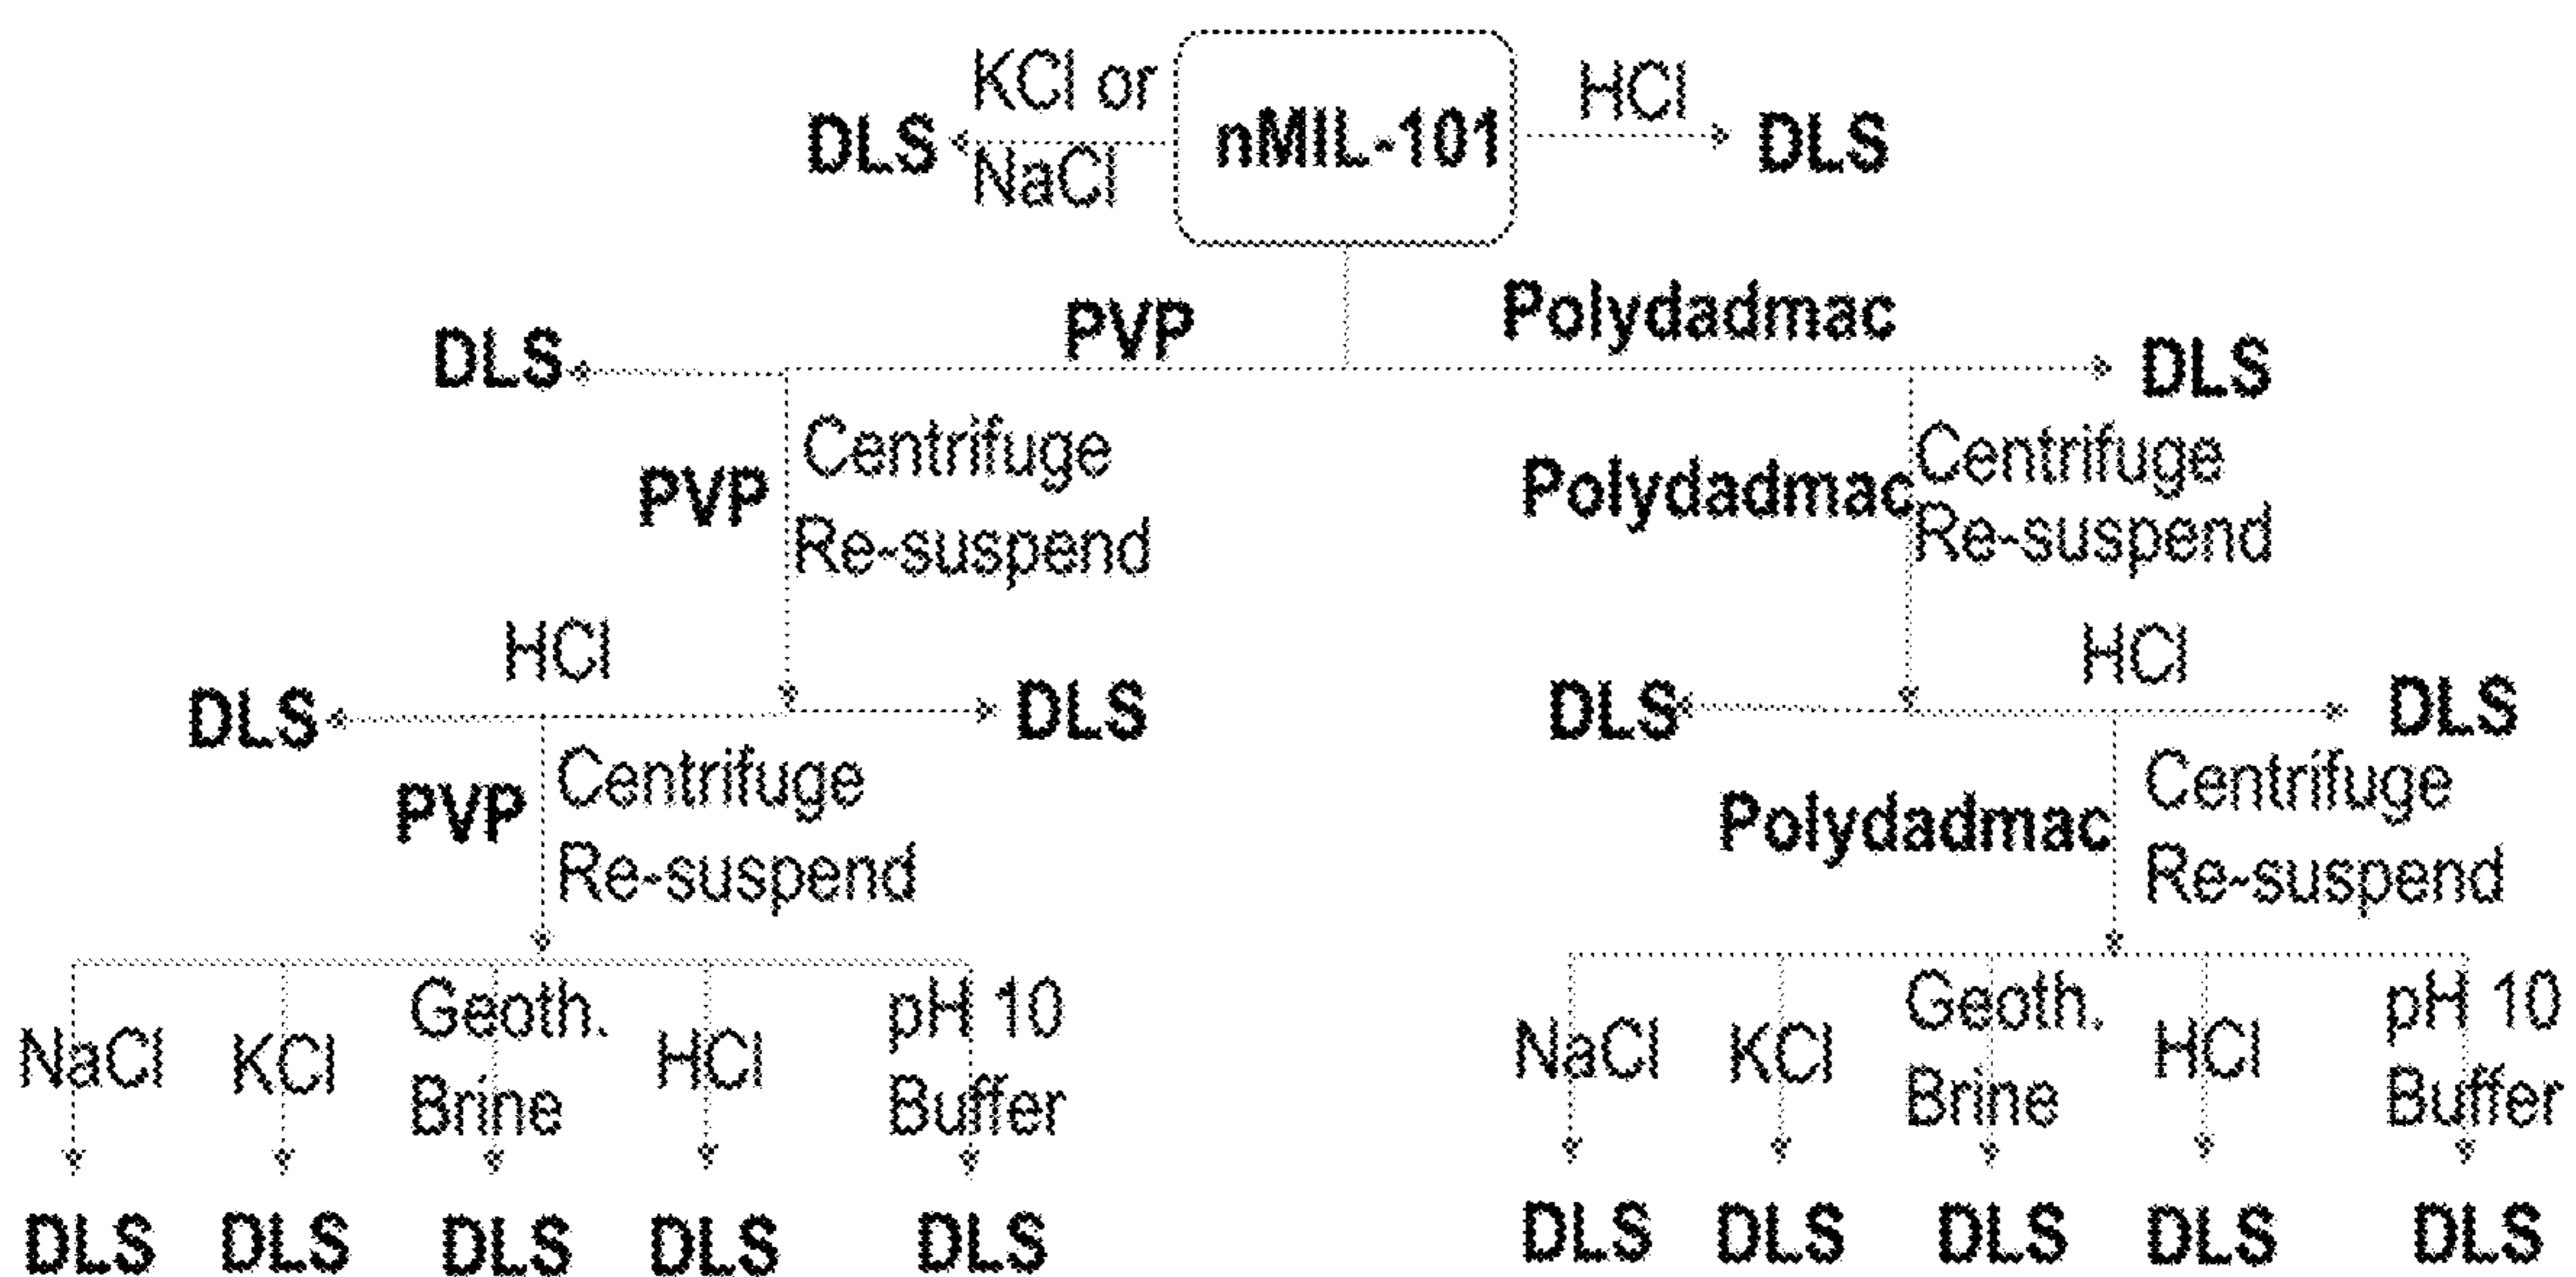 KCl or
nMIL-101
HCl
DLS
NaCl
DLS
PVP
Polydadmac
DLS
DLS
PVP
Centrifuge
Re-suspend
Polydadmac
Centrifuge
Re-suspend
HCl
HCl
DLS
DLS
DLS
DLS
PVP
Centrifuge
Re-suspend
Polydadmac
Centrifuge
Re-suspend
NaCl
KCl
Geoth.
Brine
HCl
pH 10
Buffer
NaCl
KCl
Geoth.
Brine
HCl
pH 10
Buffer
DLS
DLS
DLS
DLS
DLS
DLS
DLS
DLS
DLS
DLS